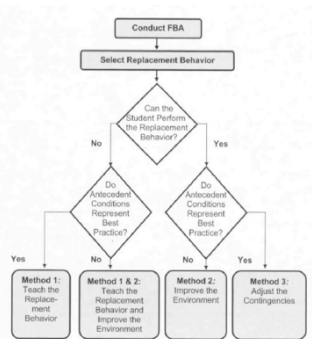 Conduct FBA
Select Replacement Behavior
Can the
Student Perform
the Replacement
Behavior?
No
Yes
Do
Antecedent
Conditions
Represent
Best
Practice?
Do
Antecedent
Conditions
Represent
Best
Practice?
Yes
No
No
Yes
Method 1:
Teach the
Replace-
ment
Behavior
Method 1 & 2:
Teach the
Replacement
Behavior and
Improve the
Environment
Method 2:
Improve the
Environment
Method 3:
Adjust the
Contingencies